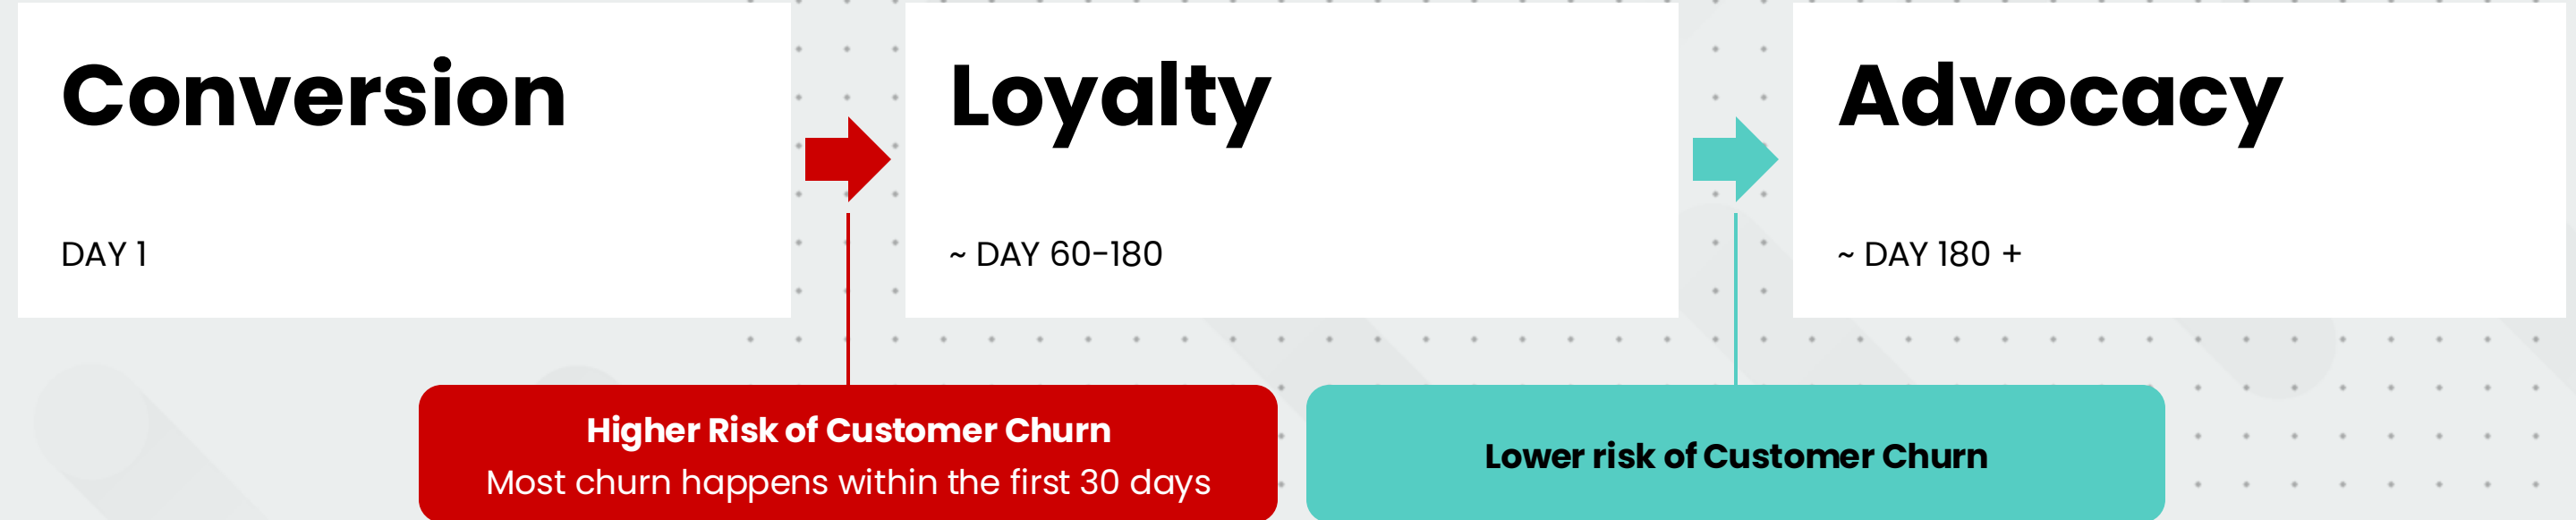 Conversion
DAY 1
Loyalty
~ DAY 60-180
Advocacy
~ DAY 180 +
Higher Risk of Customer Churn
Most churn happens within the first 30 days
Lower risk of Customer Churn